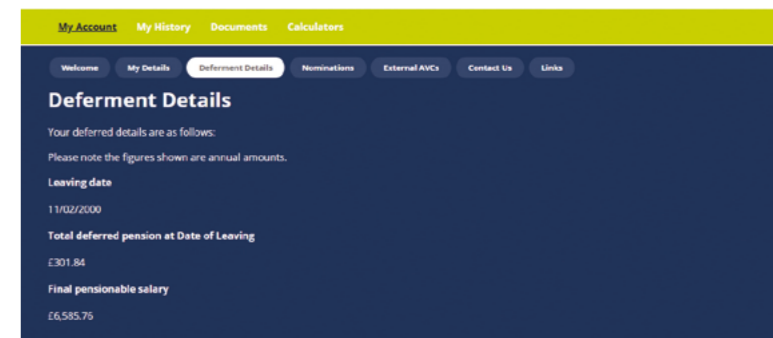 My Account My History Documents Calculators
Welcome My Details Deferment Details Nominations External AVCs Contact Us Links
Deferment Details
Your deferred details are as follows:
Please note the figures shown are annual amounts.
Leaving date
11/02/2000
Total deferred pension at Date of Leaving
£301.84
Final pensionable salary
£6,585.76